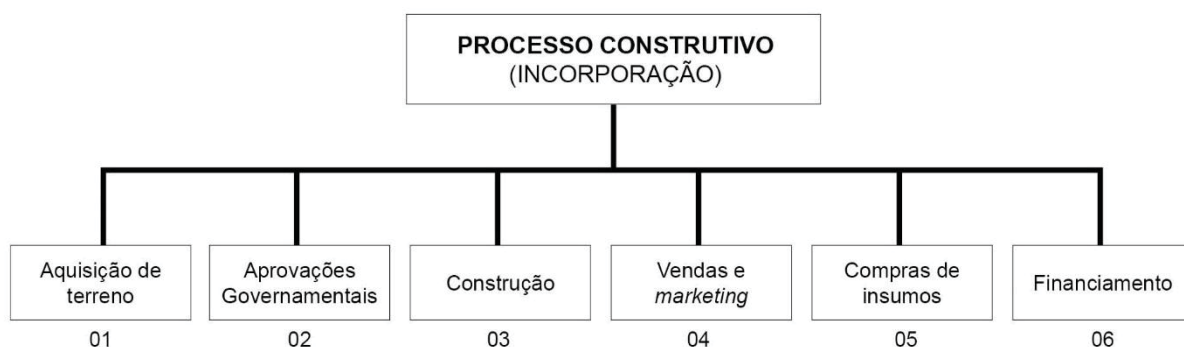 PROCESSO CONSTRUTIVO
(INCORPORAÇÃO)
Aquisição de
terreno
01
Aprovações
Governamentais
02
Construção
03
Vendas e
marketing
04
Compras de
insumos
05
Financiamento
06